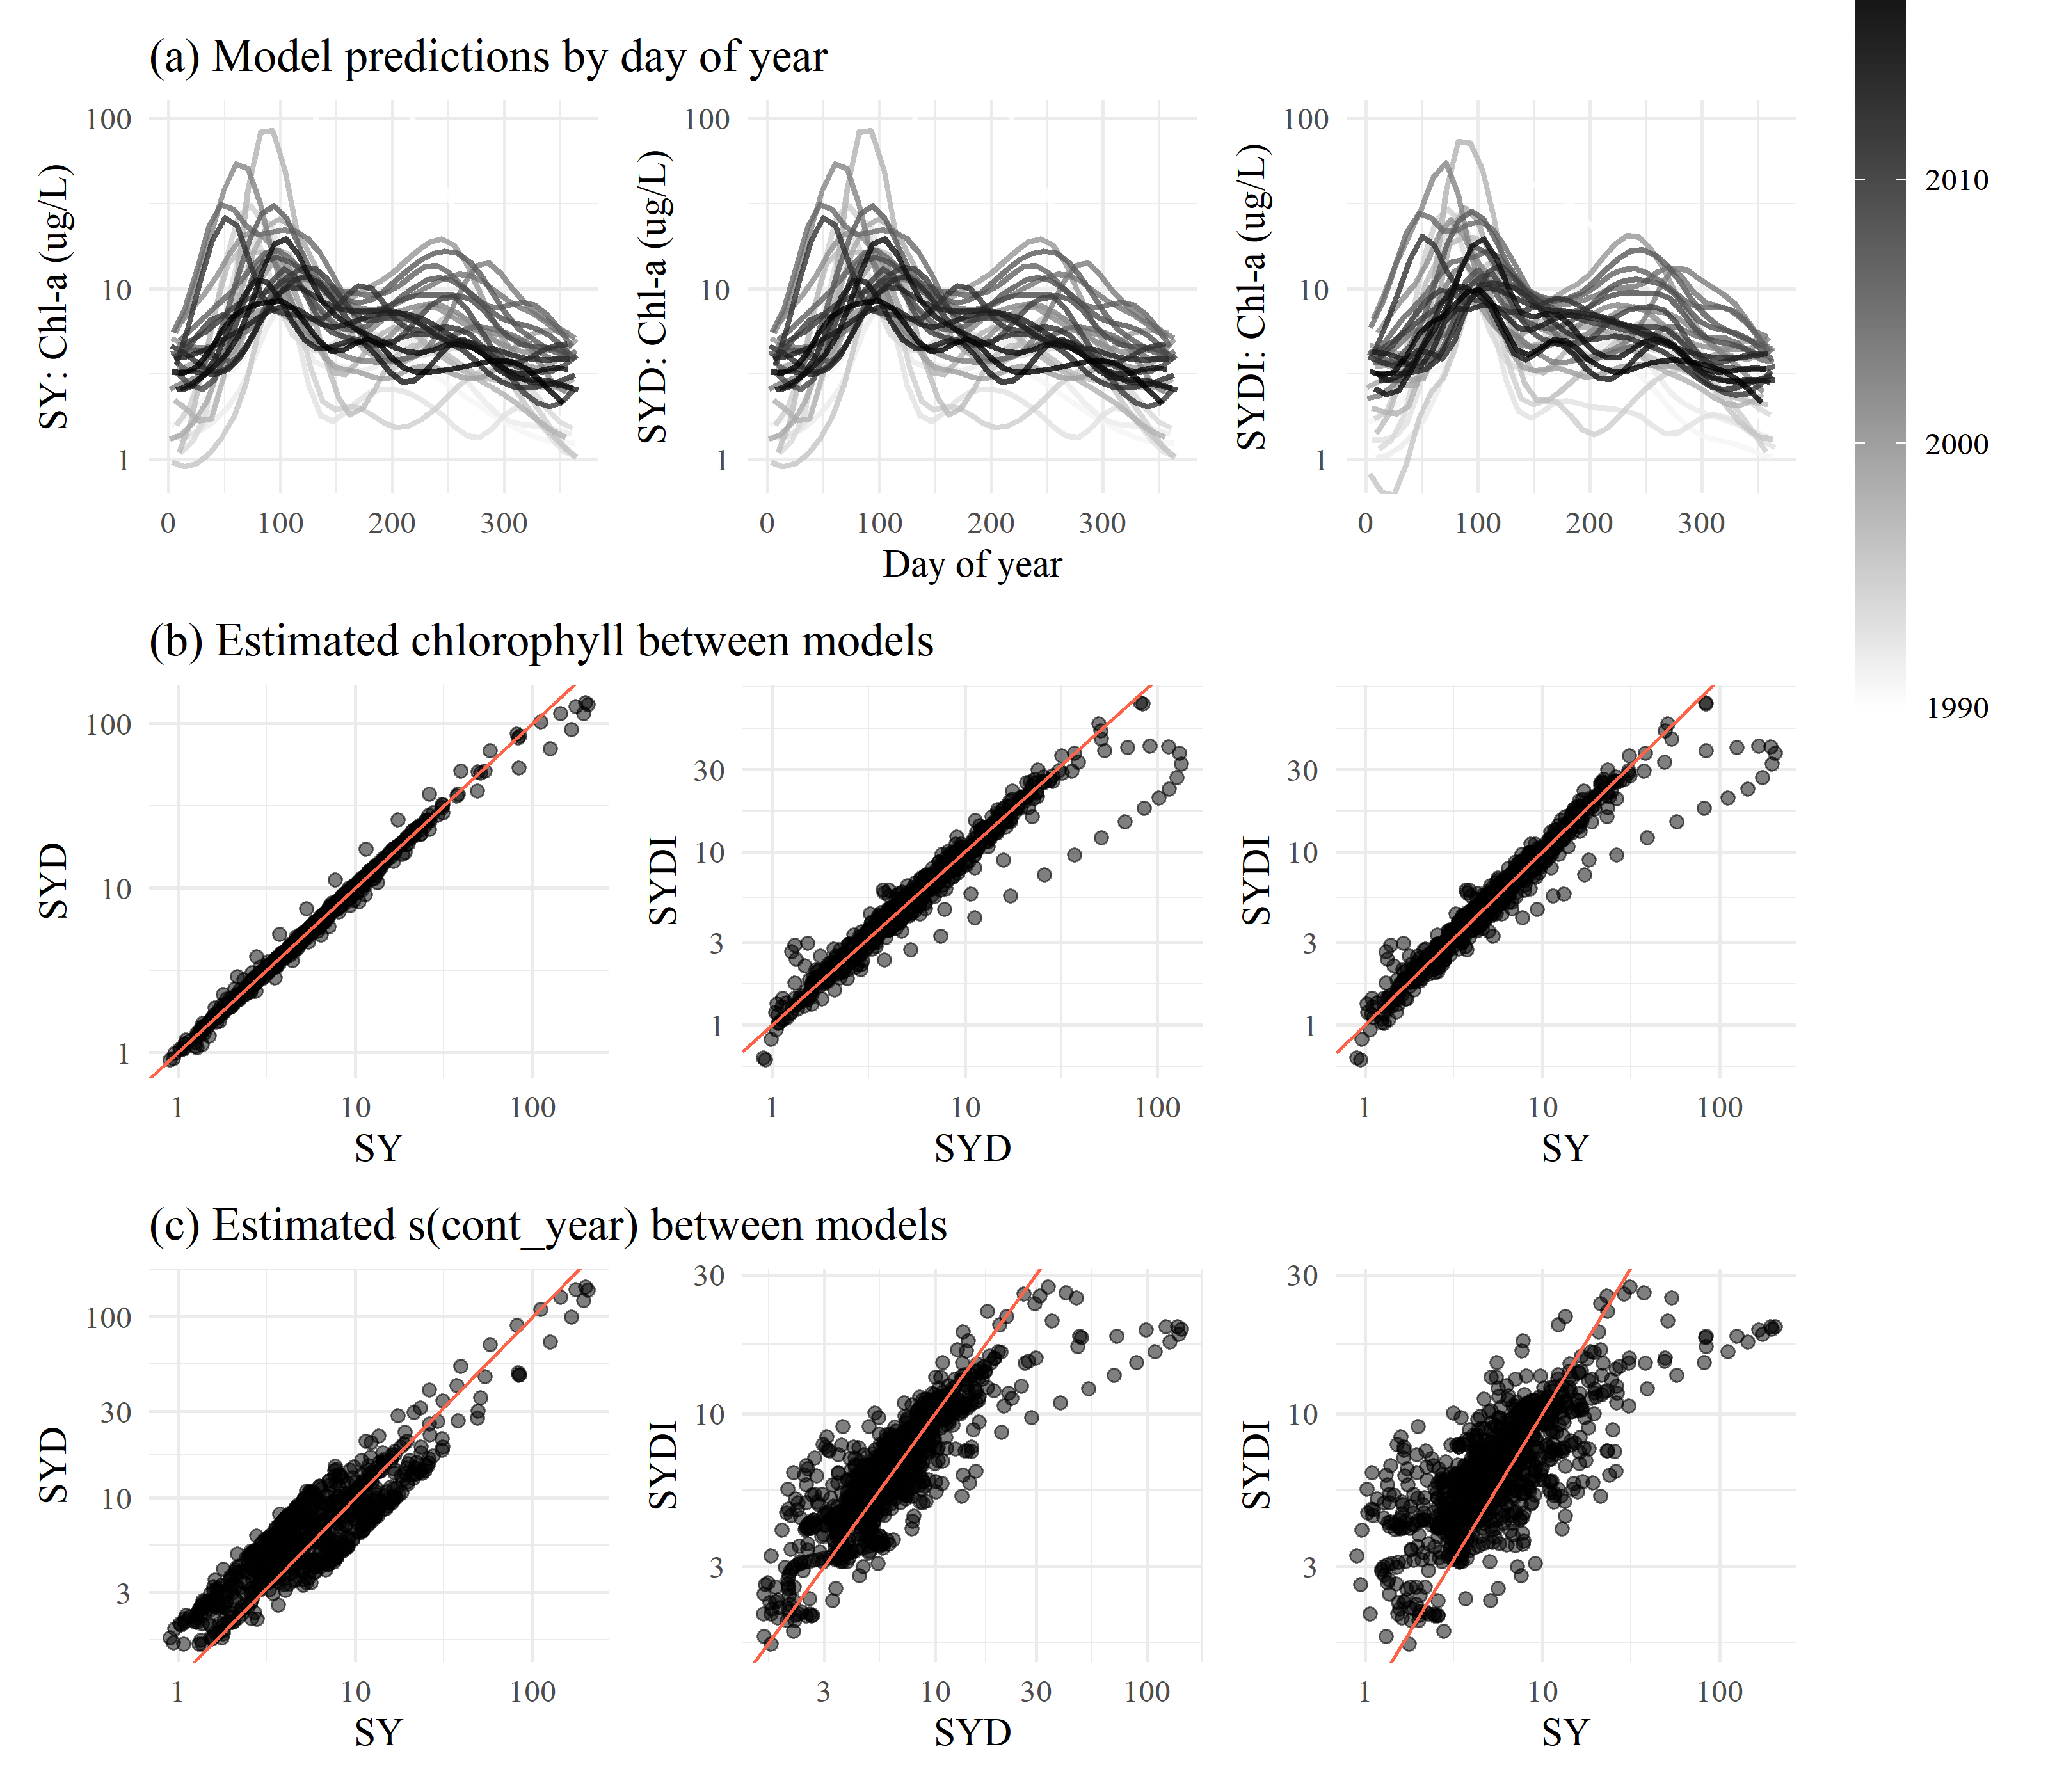 (a) Model predictions by day of year
SY: Chl-a (ug/L)
100
10
1
0 100 200 300
SYD: Chl-a (ug/L)
100
10
1
0 100 200 300
SYDI: Chl-a (ug/L)
100
10
1
0 100 200 300
Day of year
2010
2000
1990
(b) Estimated chlorophyll between models
SYD
100
10
1
1 10 100
SY
SYDI
30
10
3
1
1 10 100
SYD
SYDI
30
10
3
1
1 10 100
SY
(c) Estimated s(cont_year) between models
SYD
100
30
10
3
1 10 100
SY
SYDI
30
10
3
3 10 30 100
SYD
SYDI
30
10
3
1 10 100
SY